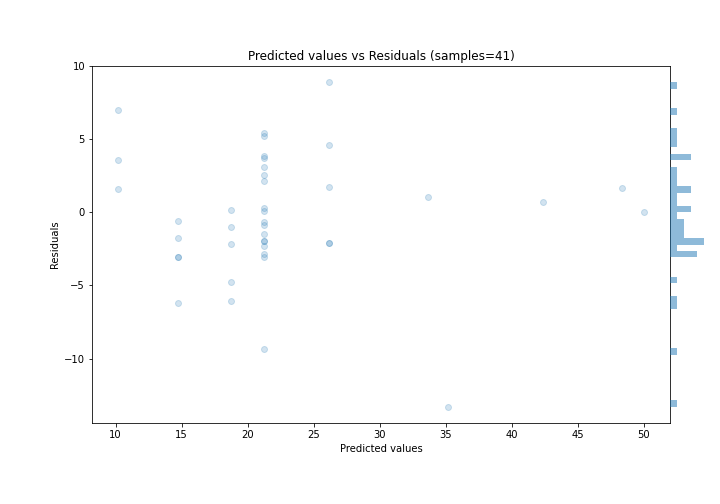 Predicted values vs Residuals (samples=41)
10
5
0
−5
−10
Residuals
10 15 20 25 30 35 40 45 50
Predicted values